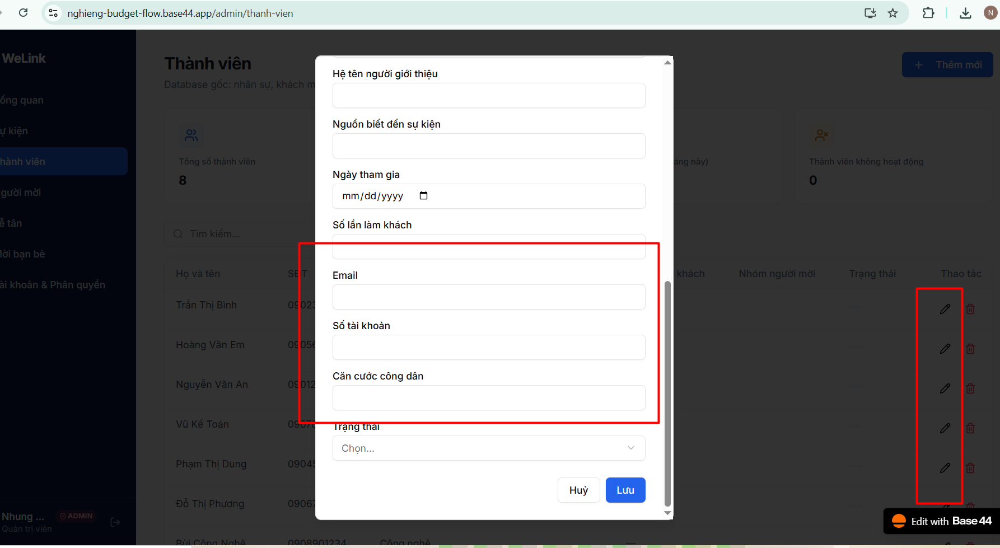 nghieng-budget-flow.base44.app/admin/thanh-vien
N
WeLink
ổng quan
ự kiện
hành viên
gười mời
ễ tân
ời bạn bè
ài khoản & Phân quyền
Nhung ...
ADMIN
Quản trị viên
Thành viên
Database gốc: nhân sự, khách m
+ Thêm mới
Tổng số thành viên
8
áng này)
Thành viên không hoạt động
0
Tìm kiếm...
Họ và tên
SĐT
khách
Nhóm người mời
Trạng thái
Thao tác
Trần Thị Bình
09023
Hoàng Văn Em
09056
Nguyễn Văn An
09012
Vũ Kế Toán
09078
Phạm Thị Dung
09045
Đỗ Thị Phương
09067
Bùi Công Nghệ
0908901234
Công nghệ
Hệ tên người giới thiệu
Nguồn biết đến sự kiện
Ngày tham gia
mm/dd/yyyy
Số lần làm khách
Email
Số tài khoản
Căn cước công dân
Trạng thái
Chọn...
Huỷ
Lưu
Edit with Base44